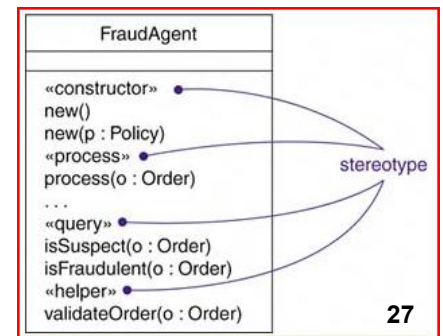 FraudAgent
«constructor»
new()
new(p : Policy)
«process»
process(o : Order)
. . .
«query»
isSuspect(o : Order)
isFraudulent(o : Order)
«helper»
validateOrder(o : Order)
stereotype
27